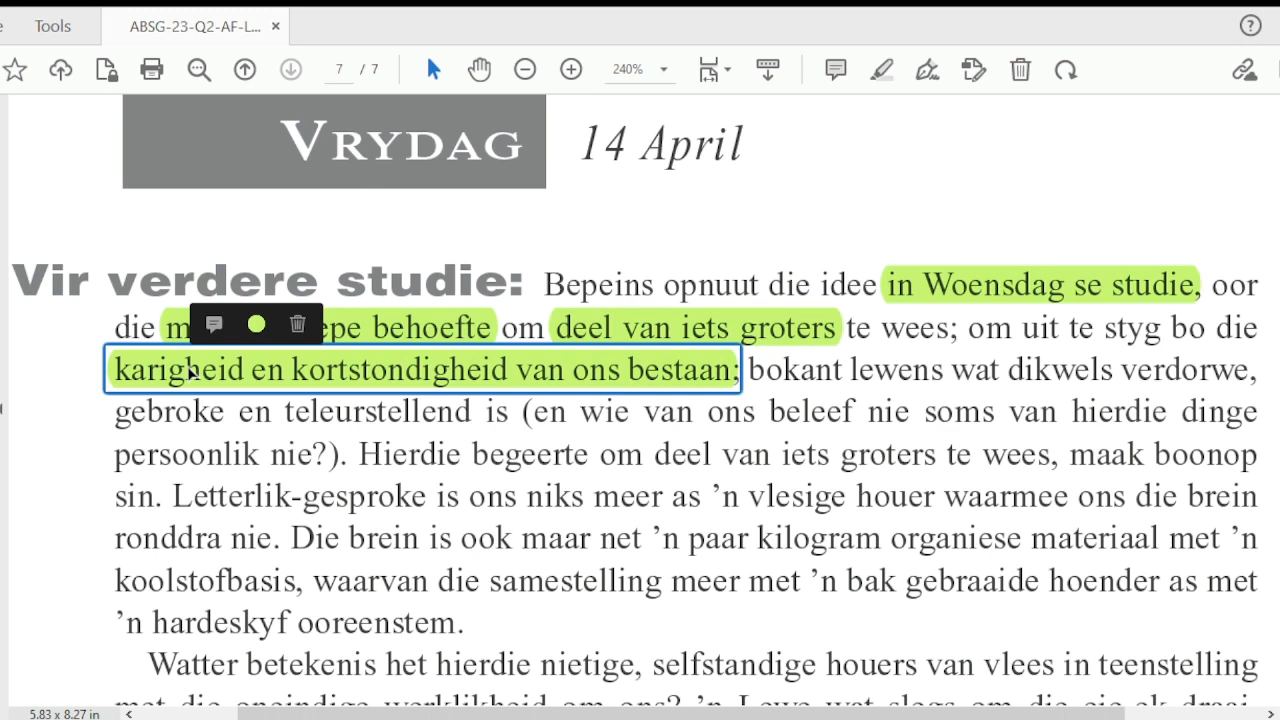 Tools
ABSG-23-Q2-AF-L...
7 / 7
240%
VRYDAG 14 April
Vir verdere studie: Bepeins opnuut die idee in Woensdag se studie, oor
die behoefte om deel van iets groters te wees; om uit te styg bo die
karigheid en kortstondigheid van ons bestaan; bokant lewens wat dikwels verdorwe,
gebroke en teleurstellend is (en wie van ons beleef nie soms van hierdie dinge
persoonlik nie?). Hierdie begeerte om deel van iets groters te wees, maak boonop
sin. Letterlik-gesproke is ons niks meer as ’n vlesige houer waarmee ons die brein
ronddra nie. Die brein is ook maar net ’n paar kilogram organiese materiaal met ’n
koolstofbasis, waarvan die samestelling meer met ’n bak gebraaide hoender as met
’n hardeskyf ooreenstem.
Watter betekenis het hierdie nietige, selfstandige houers van vlees in teenstelling
5.83 x 8.27 in